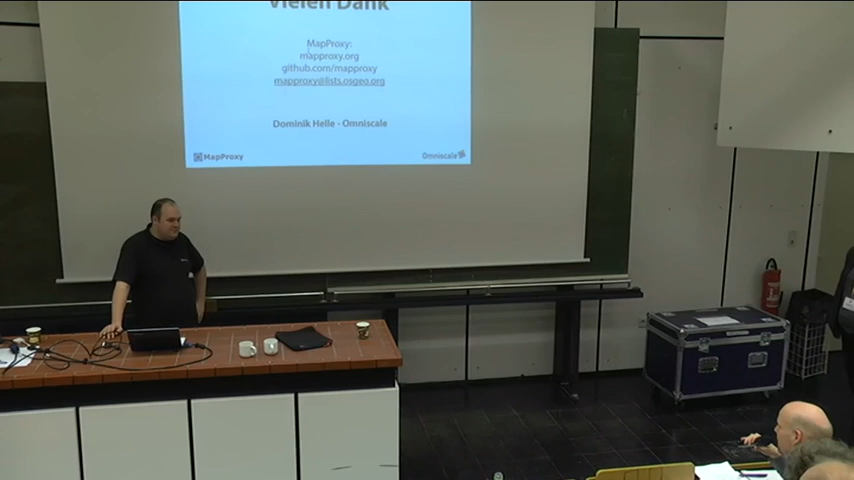 Vielen Dank
MapProxy:
mapproxy.org
github.com/mapproxy
mapproxy@lists.osgeo.org
Dominik Helle - Omniscale
MapProxy
Omniscale